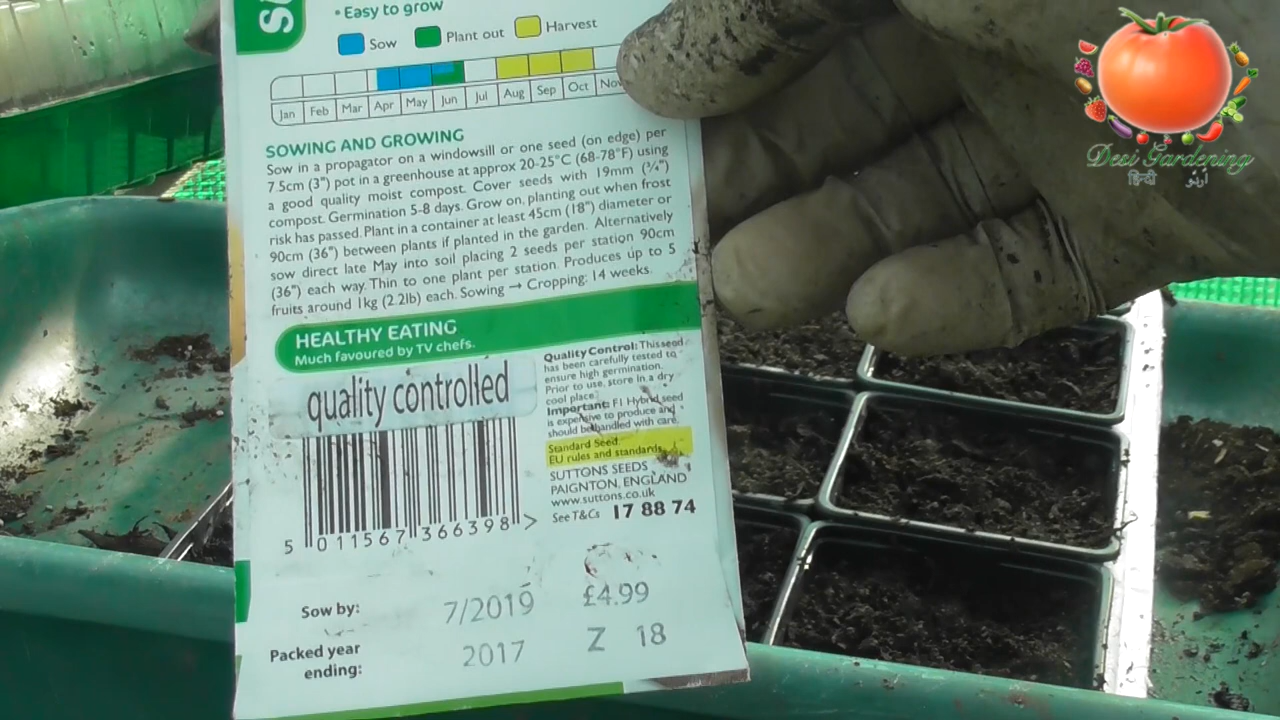 • Easy to grow
Sow Plant out Harvest
Jan Feb Mar Apr May Jun Jul Aug Sep Oct Nov
SOWING AND GROWING
Sow in a propagator on a windowsill or one seed (on edge) per
7.5cm (3") pot in a greenhouse at approx 20-25°C (68-78°F) using
a good quality moist compost. Cover seeds with 19mm (¾")
compost. Germination 5-8 days. Grow on, planting out when frost
risk has passed. Plant in a container at least 45cm (18") diameter or
90cm (36") between plants if planted in the garden. Alternatively
sow direct late May into soil placing 2 seeds per station 90cm
(36") each way. Thin to one plant per station. Produces up to 5
fruits around 1kg (2.2lb) each. Sowing → Cropping: 14 weeks.
HEALTHY EATING
Much favoured by TV chefs.
quality controlled
Quality Control: This seed
has been carefully tested to
ensure high germination.
Prior to use, store in a dry
cool place.
Important: F1 Hybrid seed
is expensive to produce and
should be handled with care.
Standard Seed.
EU rules and standards.
SUTTONS SEEDS
PAIGNTON, ENGLAND
www.suttons.co.uk
See T&Cs 17 88 74
5 011567 366398 >
Sow by: 7/2019 £4.99
Packed year
ending: 2017 Z 18
Desi Gardening
हिन्दी اُردُو